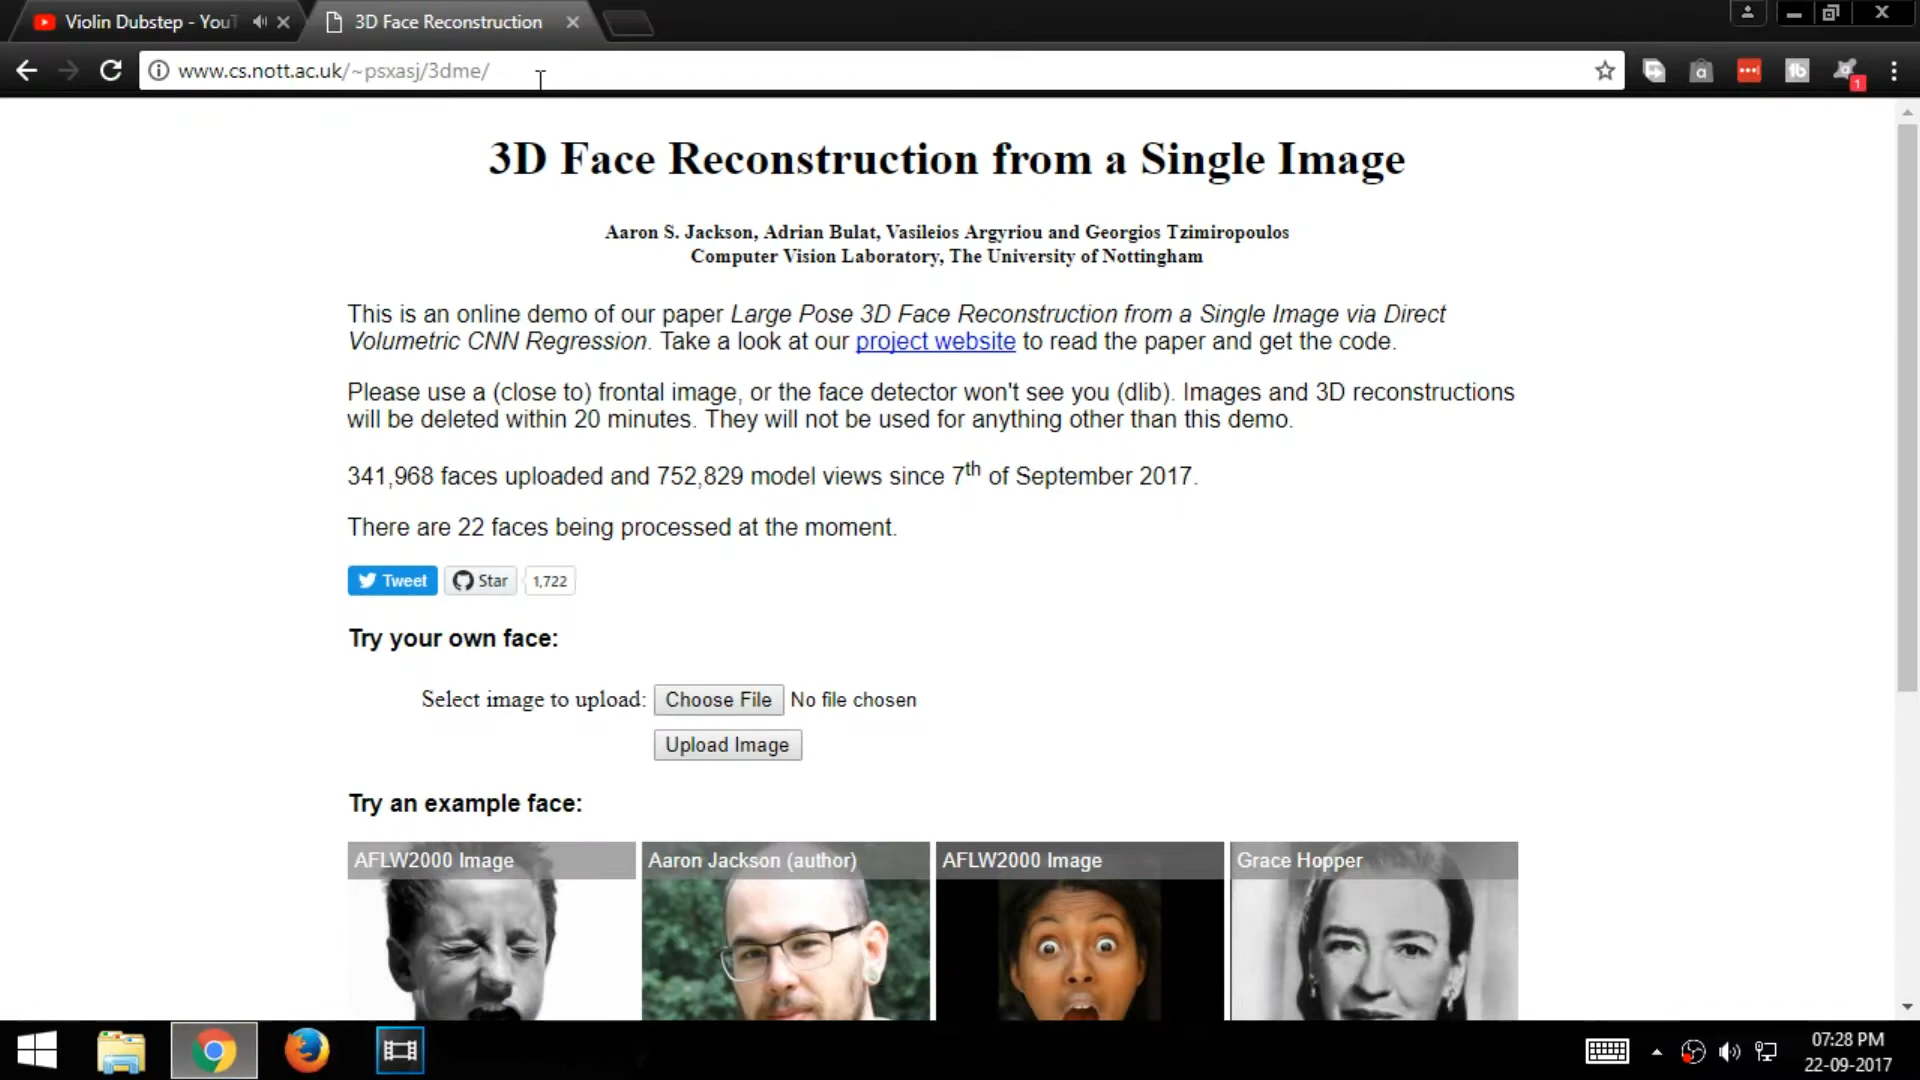 Violin Dubstep - YouT
3D Face Reconstruction
www.cs.nott.ac.uk/~psxasj/3dme/
a
tb
1
3D Face Reconstruction from a Single Image
Aaron S. Jackson, Adrian Bulat, Vasileios Argyriou and Georgios Tzimiropoulos
Computer Vision Laboratory, The University of Nottingham
This is an online demo of our paper Large Pose 3D Face Reconstruction from a Single Image via Direct
Volumetric CNN Regression. Take a look at our project website to read the paper and get the code.
Please use a (close to) frontal image, or the face detector won't see you (dlib). Images and 3D reconstructions
will be deleted within 20 minutes. They will not be used for anything other than this demo.
341,968 faces uploaded and 752,829 model views since 7th of September 2017.
There are 22 faces being processed at the moment.
Tweet Star 1,722
Try your own face:
Select image to upload: Choose File No file chosen
Upload Image
Try an example face:
AFLW2000 Image
Aaron Jackson (author)
AFLW2000 Image
Grace Hopper
07:28 PM
22-09-2017